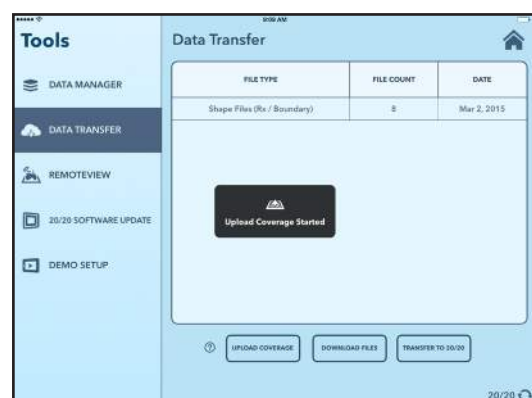 9:09 AM
Tools
Data Transfer
DATA MANAGER
DATA TRANSFER
REMOTEVIEW
20/20 SOFTWARE UPDATE
DEMO SETUP
FILE TYPE FILE COUNT DATE
Shape Files (Rx / Boundary) 8 Mar 2, 2015
Upload Coverage Started
? UPLOAD COVERAGE DOWNLOAD FILES TRANSFER TO 20/20
20/20